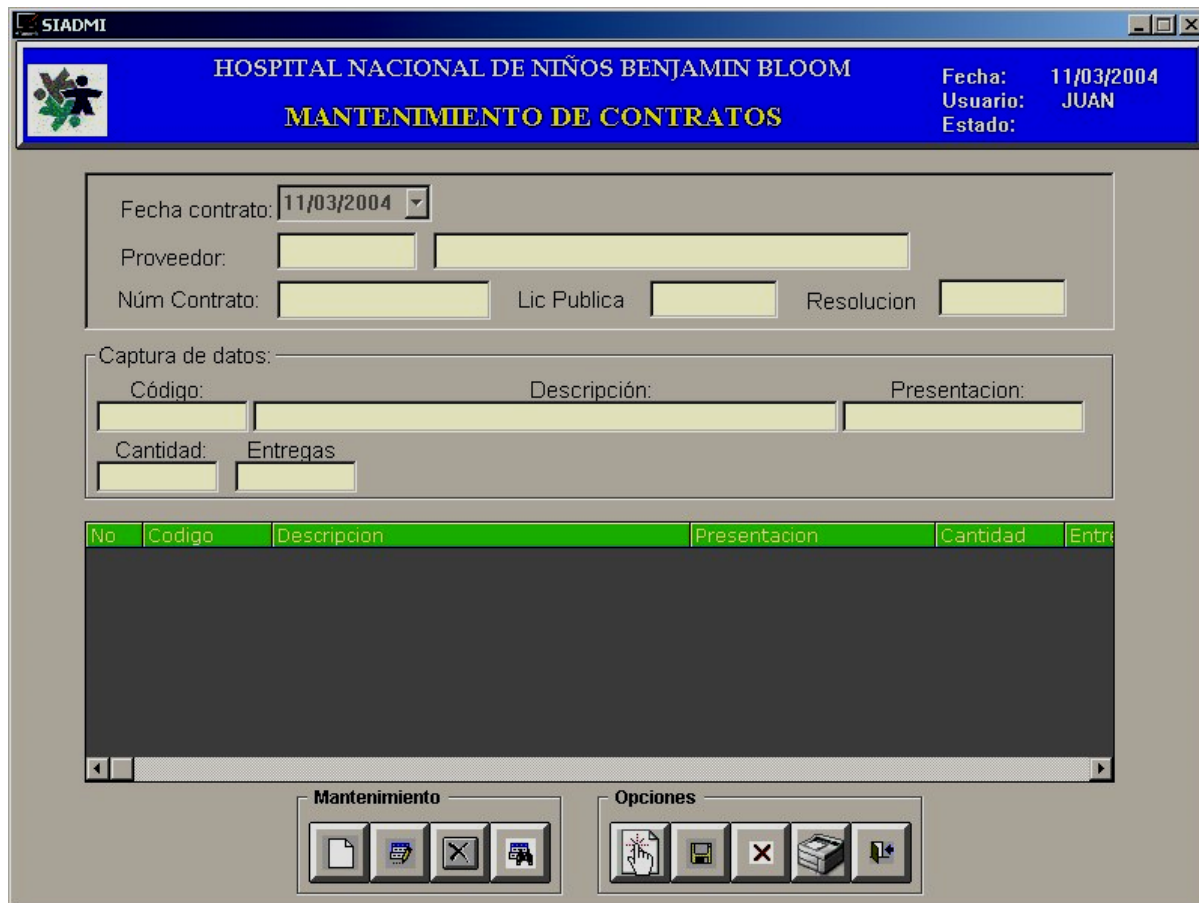 SIADMI
HOSPITAL NACIONAL DE NIÑOS BENJAMIN BLOOM
MANTENIMIENTO DE CONTRATOS
Fecha: 11/03/2004
Usuario: JUAN
Estado:
Fecha contrato: 11/03/2004
Proveedor:
Núm Contrato: Lic Publica Resolucion
Captura de datos:
Código: Descripción: Presentacion:
Cantidad: Entregas
No Codigo Descripcion Presentacion Cantidad Entre
Mantenimiento Opciones